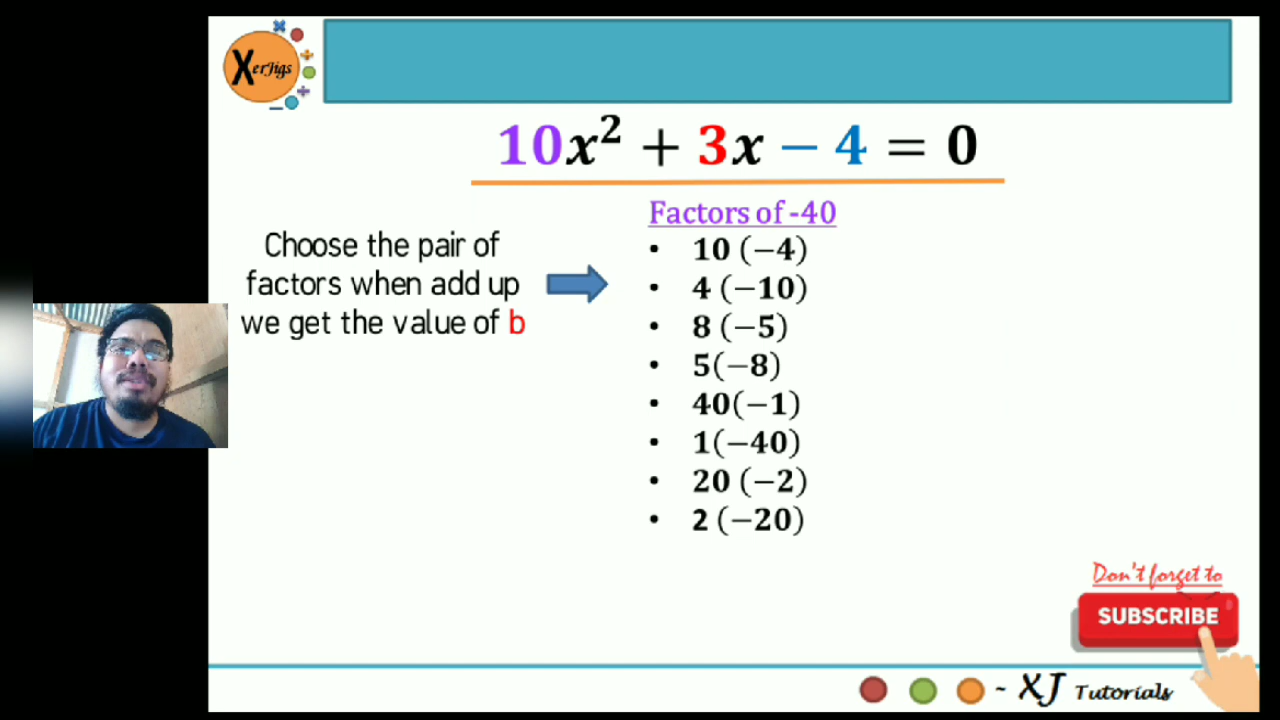 XerJigs
10x² + 3x − 4 = 0
Factors of -40
Choose the pair of
factors when add up
we get the value of b
• 10 (−4)
• 4 (−10)
• 8 (−5)
• 5(−8)
• 40(−1)
• 1(−40)
• 20 (−2)
• 2 (−20)
Don't forget to
SUBSCRIBE
~ XJ Tutorials